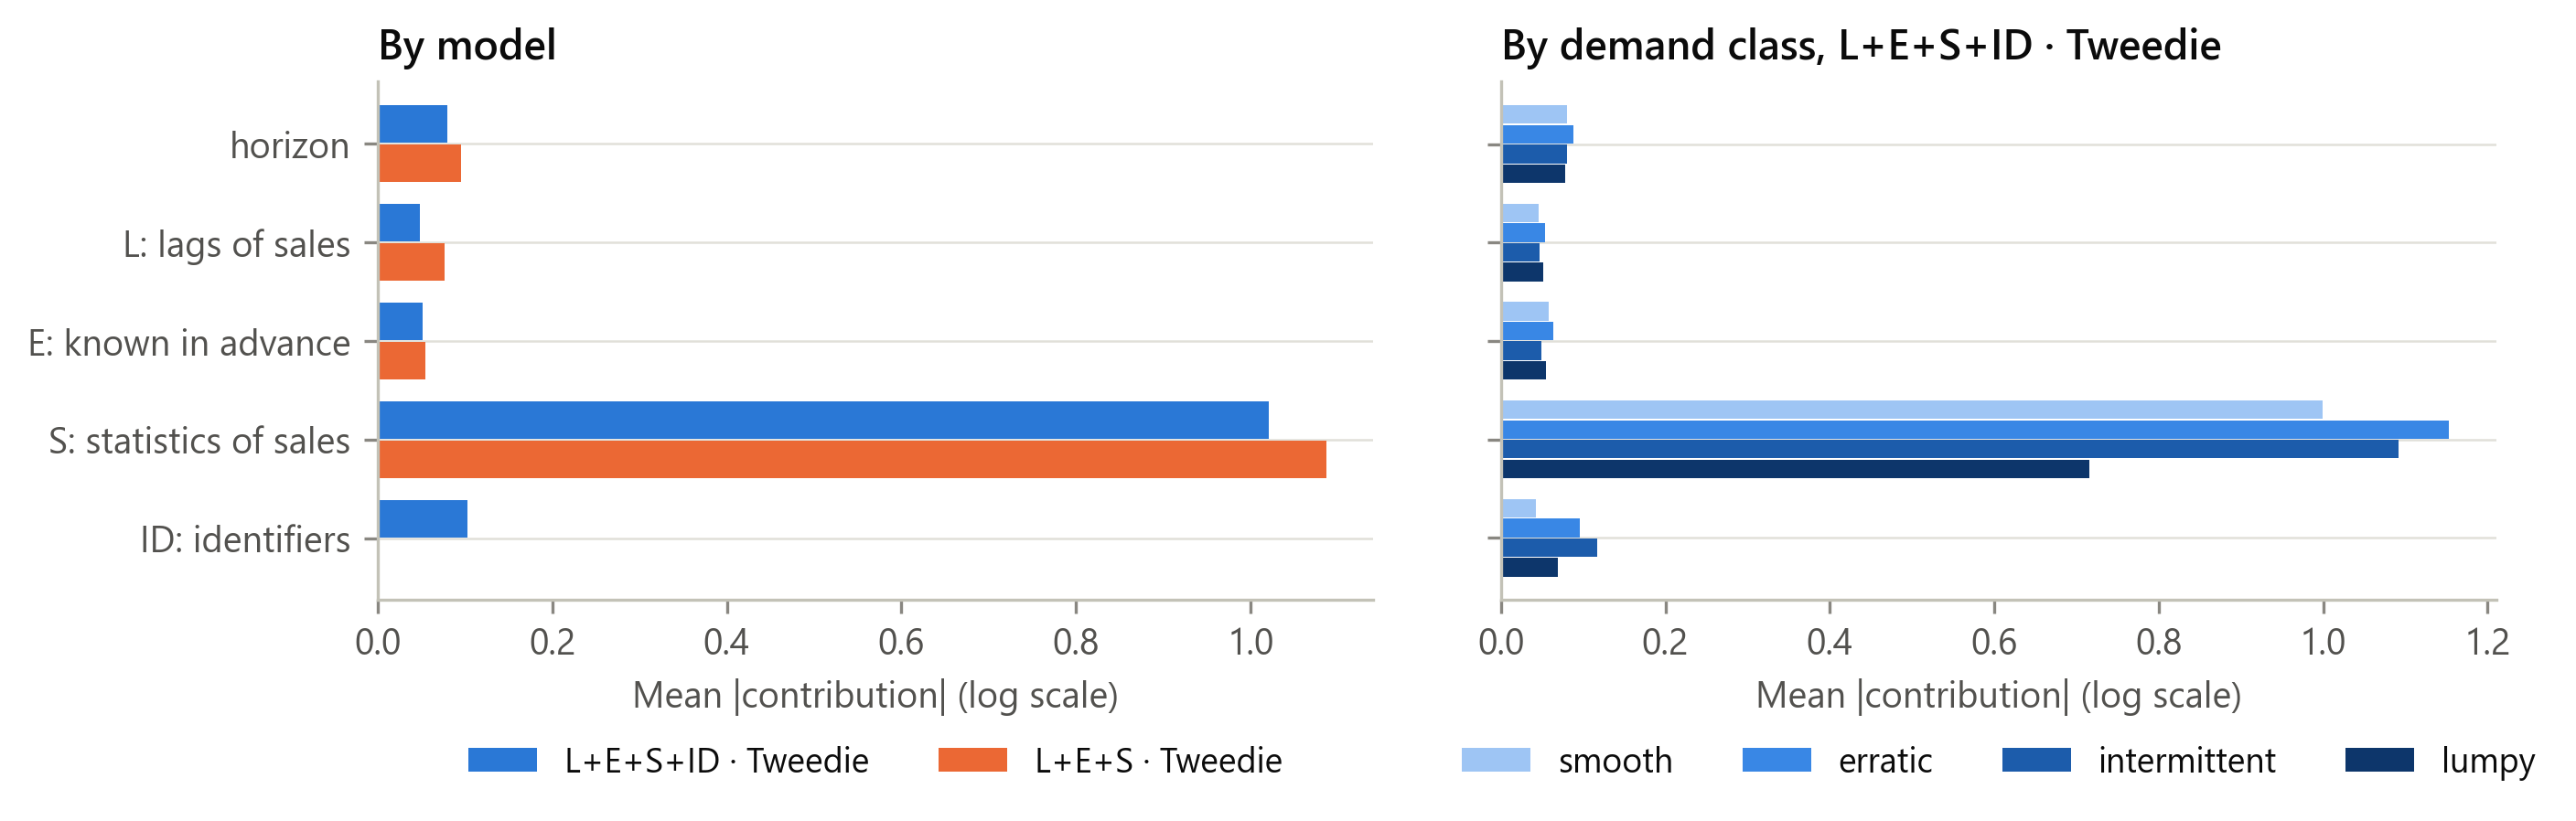 By model
horizon
L: lags of sales
E: known in advance
S: statistics of sales
ID: identifiers
0.0 0.2 0.4 0.6 0.8 1.0
Mean |contribution| (log scale)
L+E+S+ID · Tweedie L+E+S · Tweedie
By demand class, L+E+S+ID · Tweedie
0.0 0.2 0.4 0.6 0.8 1.0 1.2
Mean |contribution| (log scale)
smooth erratic intermittent lumpy